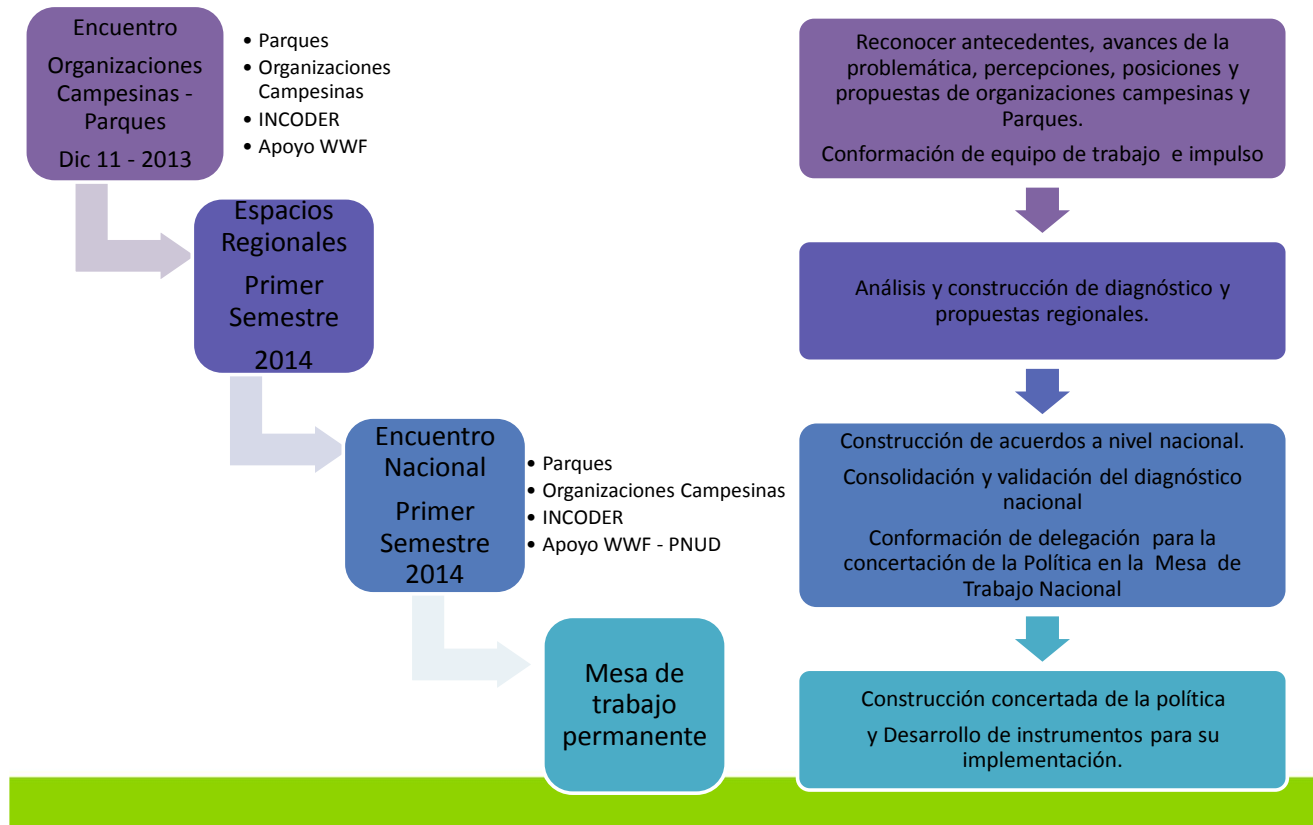 Encuentro
Organizaciones
Campesinas -
Parques
Dic 11 - 2013
• Parques
• Organizaciones
Campesinas
• INCODER
• Apoyo WWF
Espacios
Regionales
Primer
Semestre
2014
Encuentro
Nacional
Primer
Semestre
2014
• Parques
• Organizaciones Campesinas
• INCODER
• Apoyo WWF - PNUD
Mesa de
trabajo
permanente
Reconocer antecedentes, avances de la
problemática, percepciones, posiciones y
propuestas de organizaciones campesinas y
Parques.
Conformación de equipo de trabajo e impulso
Análisis y construcción de diagnóstico y
propuestas regionales.
Construcción de acuerdos a nivel nacional.
Consolidación y validación del diagnóstico
nacional
Conformación de delegación para la
concertación de la Política en la Mesa de
Trabajo Nacional
Construcción concertada de la política
y Desarrollo de instrumentos para su
implementación.